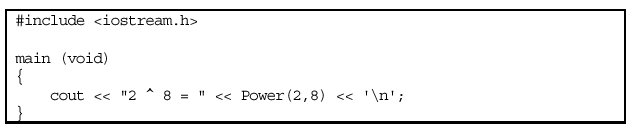 #include <iostream.h>
main (void)
{
cout << "2 ^ 8 = " << Power(2,8) << '\n';
}